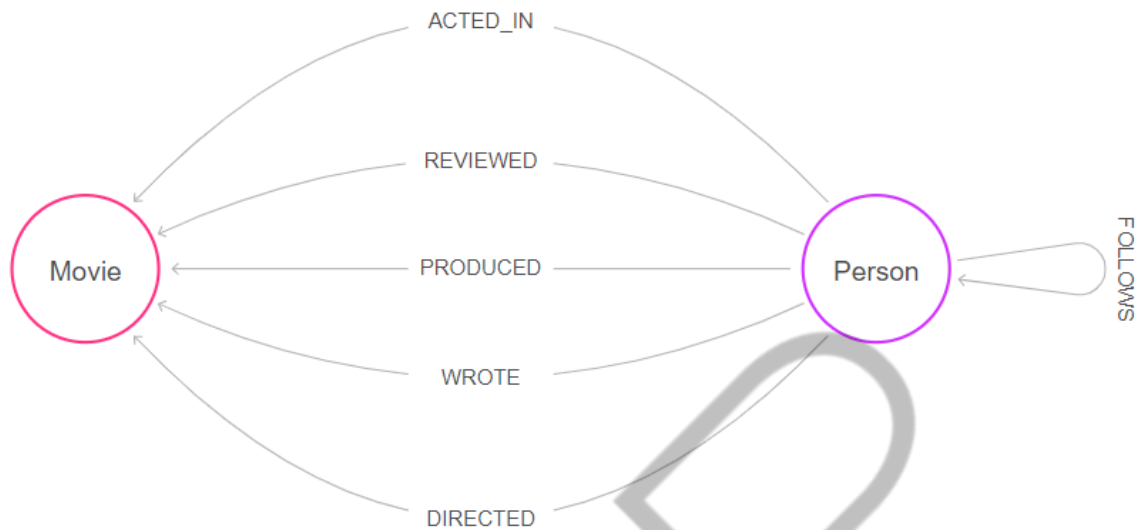 ACTED_IN
REVIEWED
Movie
PRODUCED
Person
FOLLOWS
WROTE
DIRECTED